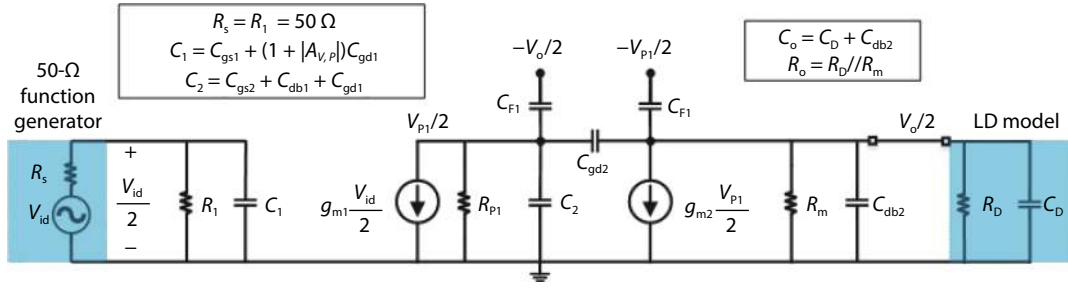 R_s = R_1 = 50 Ω
C_1 = C_gs1 + (1 + |A_V,P|)C_gd1
C_2 = C_gs2 + C_db1 + C_gd1
C_o = C_D + C_db2
R_o = R_D//R_m
50-Ω
function
generator
−V_o/2
−V_P1/2
C_F1
C_F1
V_P1/2
V_o/2
LD model
C_gd2
R_s
V_id
+
V_id/2
−
R_1
C_1
g_m1 V_id/2
R_P1
C_2
g_m2 V_P1/2
R_m
C_db2
R_D
C_D